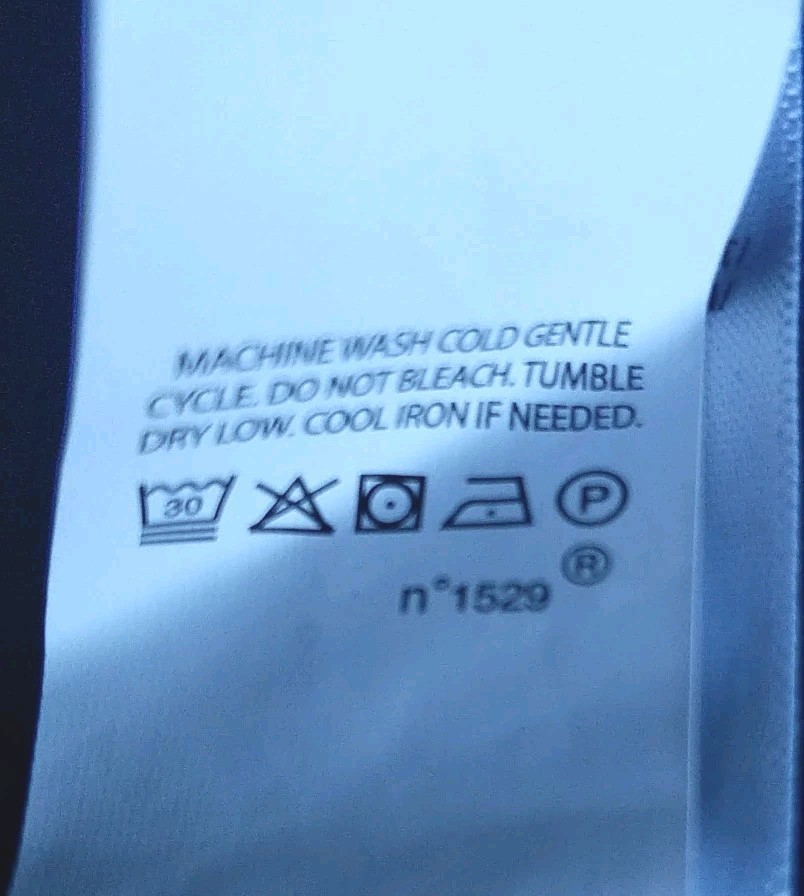 MACHINE WASH COLD GENTLE
CYCLE. DO NOT BLEACH. TUMBLE
DRY LOW. COOL IRON IF NEEDED.
30 P
n°1529 ®